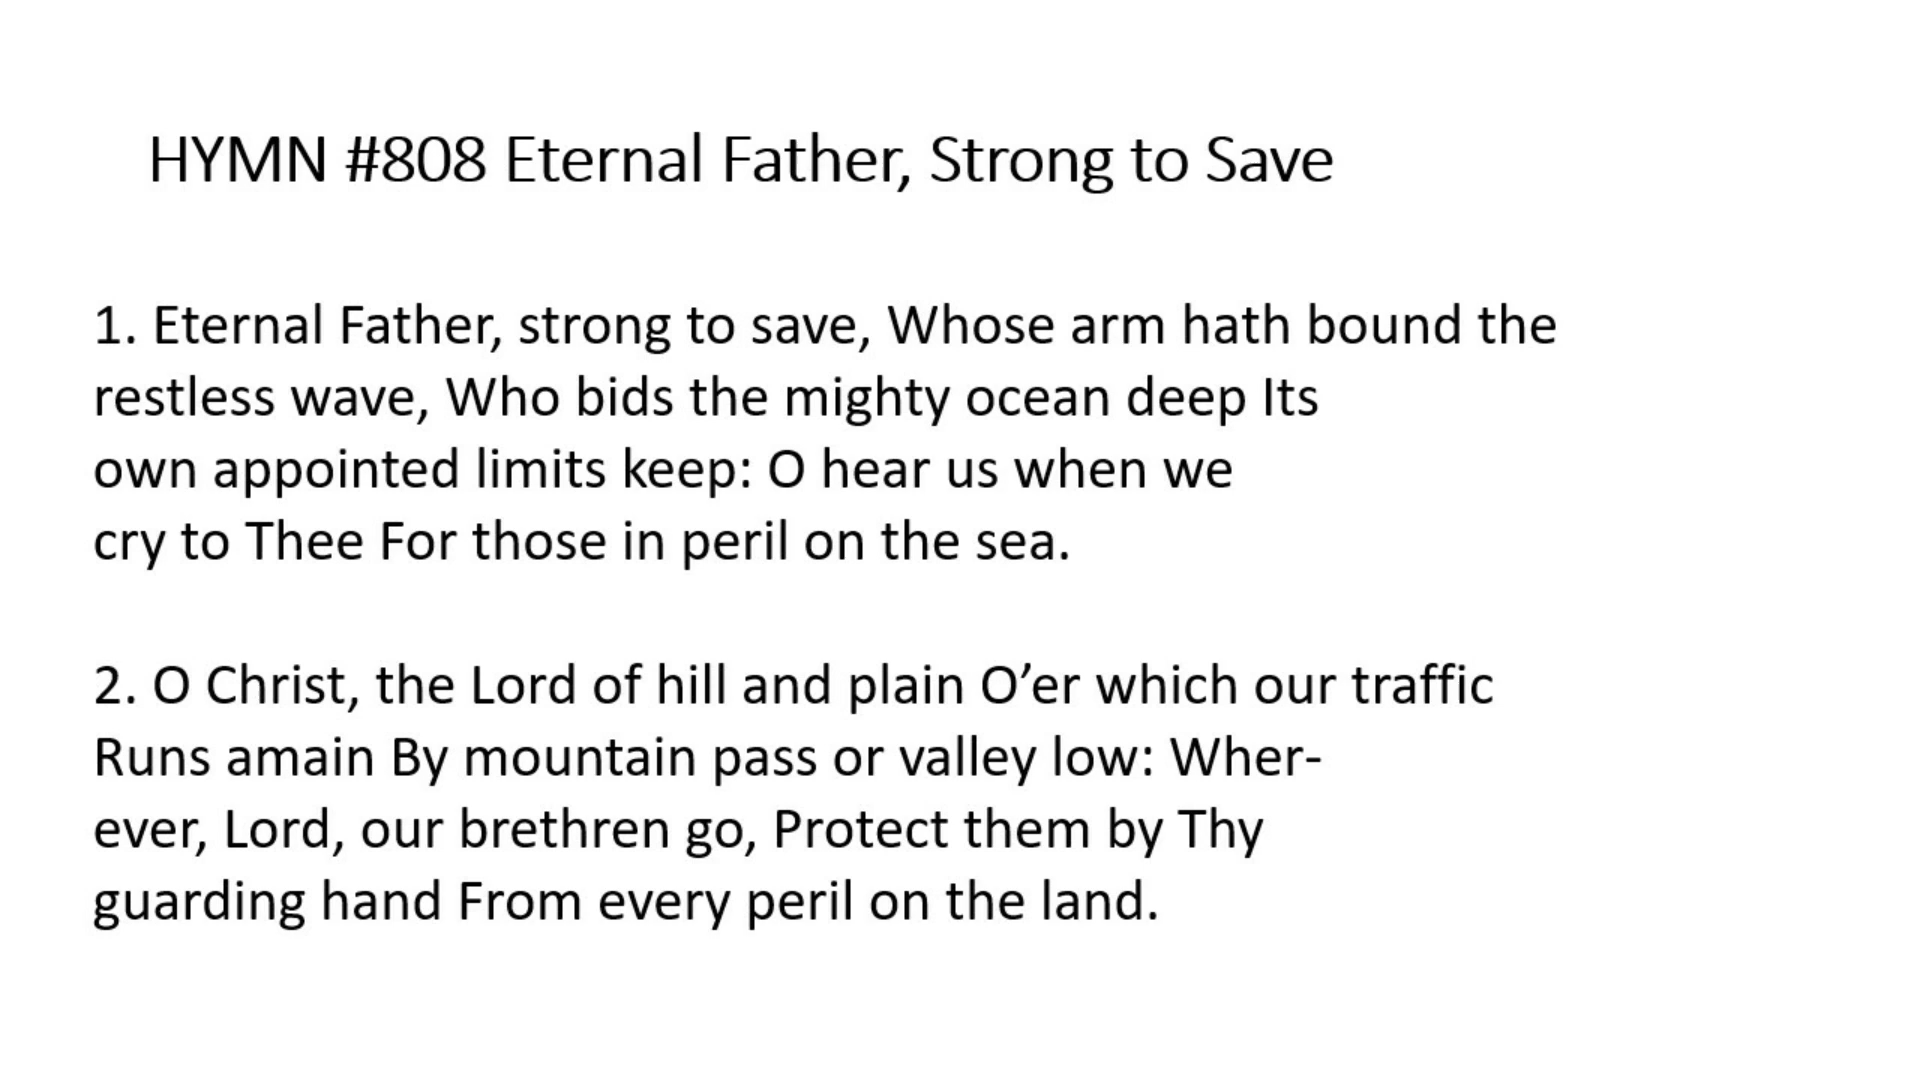 HYMN #808 Eternal Father, Strong to Save
1. Eternal Father, strong to save, Whose arm hath bound the
restless wave, Who bids the mighty ocean deep Its
own appointed limits keep: O hear us when we
cry to Thee For those in peril on the sea.
2. O Christ, the Lord of hill and plain O’er which our traffic
Runs amain By mountain pass or valley low: Wher-
ever, Lord, our brethren go, Protect them by Thy
guarding hand From every peril on the land.